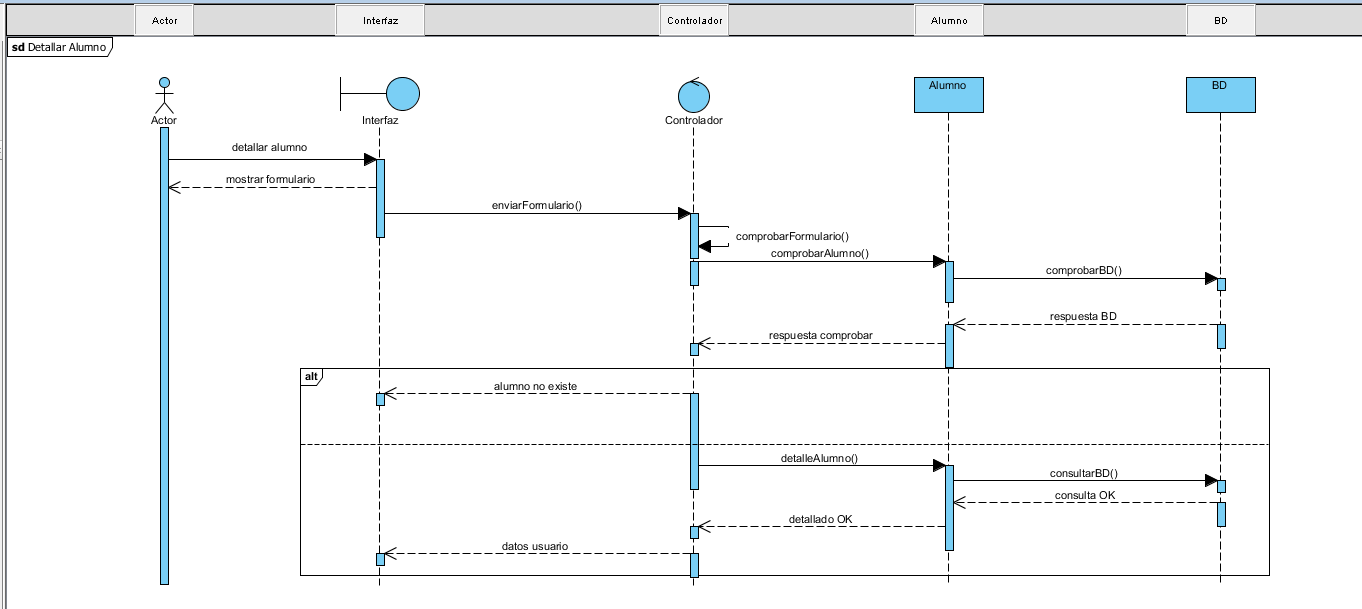 Actor
Interfaz
Controlador
Alumno
BD
sd Detallar Alumno
Alumno
BD
Actor
Interfaz
Controlador
detallar alumno
mostrar formulario
enviarFormulario()
comprobarFormulario()
comprobarAlumno()
comprobarBD()
respuesta BD
respuesta comprobar
alt
alumno no existe
detalleAlumno()
consultarBD()
consulta OK
detallado OK
datos usuario